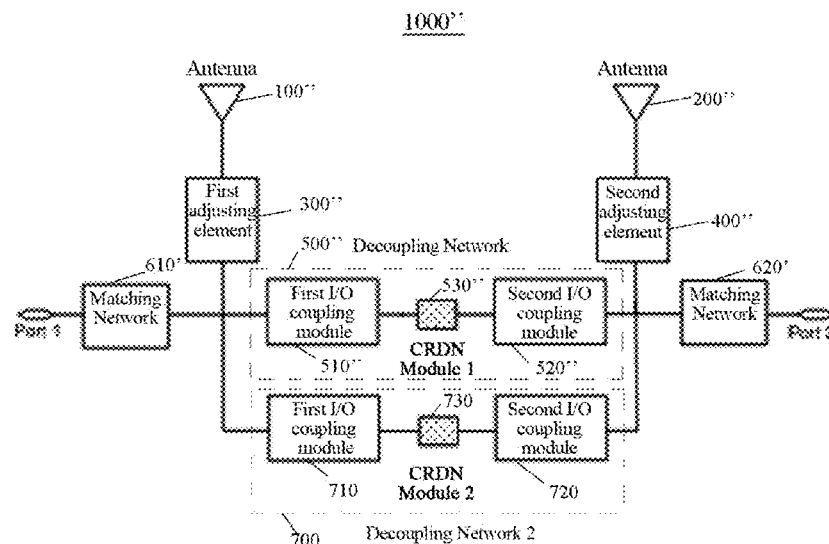 1000’’
Antenna
Antenna
100’’
200’’
First
adjusting
element
300’’
Second
adjusting
element
400’’
500’’
Decoupling Network
610’
620’
Matching
Network
First I/O
coupling
module
530’’
Second I/O
coupling
module
Matching
Network
Port 1
Port 2
510’’
CRDN
Module 1
520’’
First I/O
coupling
module
730
Second I/O
coupling
module
710
CRDN
Module 2
720
700
Decoupling Network 2